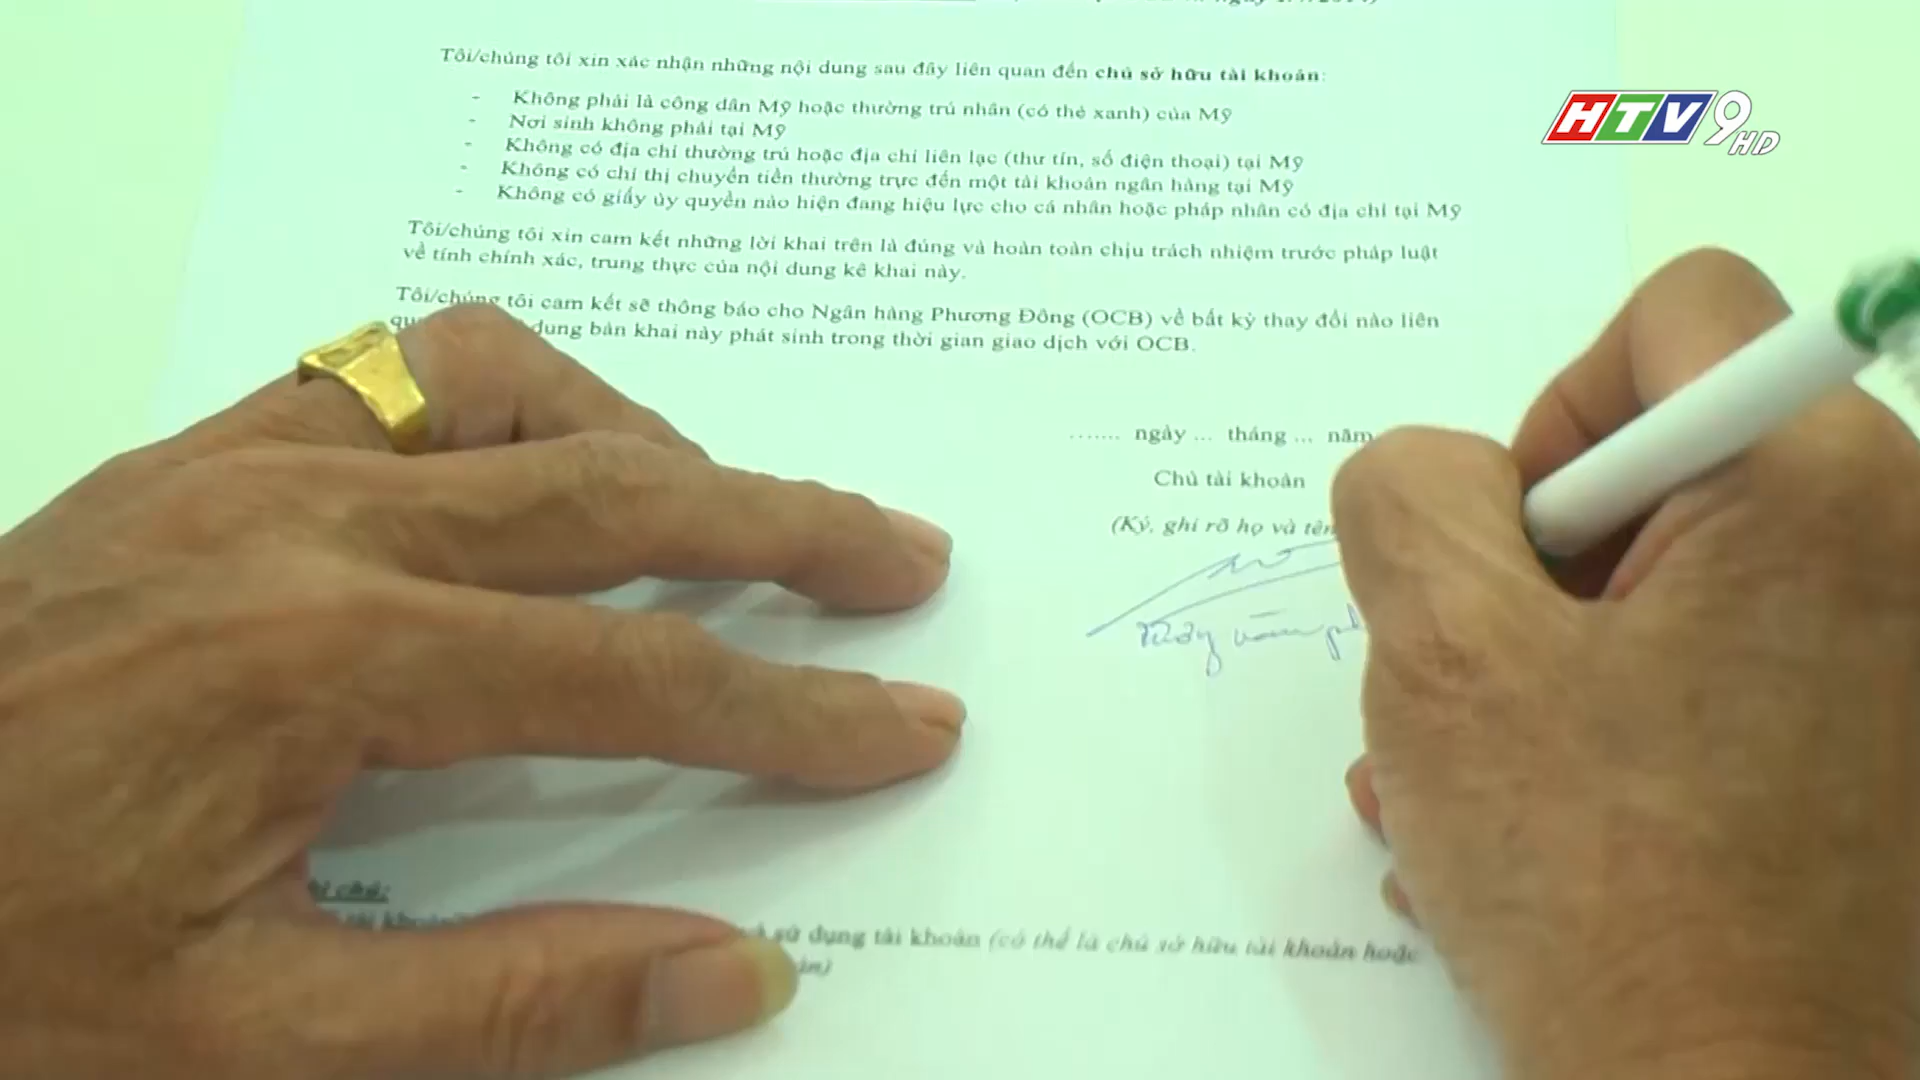 Tôi/chúng tôi xin xác nhận những nội dung sau đây liên quan đến chủ sở hữu tài khoản:
- Không phải là công dân Mỹ hoặc thường trú nhân (có thẻ xanh) của Mỹ
- Nơi sinh không phải tại Mỹ
- Không có địa chỉ thường trú hoặc địa chỉ liên lạc (thư tín, số điện thoại) tại Mỹ
- Không có chỉ thị chuyển tiền thường trực đến một tài khoản ngân hàng tại Mỹ
- Không có giấy ủy quyền nào hiện đang hiệu lực cho cá nhân hoặc pháp nhân có địa chỉ tại Mỹ
Tôi/chúng tôi xin cam kết những lời khai trên là đúng và hoàn toàn chịu trách nhiệm trước pháp luật
về tính chính xác, trung thực của nội dung kê khai này.
Tôi/chúng tôi cam kết sẽ thông báo cho Ngân hàng Phương Đông (OCB) về bất kỳ thay đổi nào liên
dung bản khai này phát sinh trong thời gian giao dịch với OCB.
....... ngày ... tháng ... năm
Chủ tài khoản
(Ký, ghi rõ họ và tên
sử dụng tài khoản (có thể là chủ sở hữu tài khoản hoặc
HTV9 HD